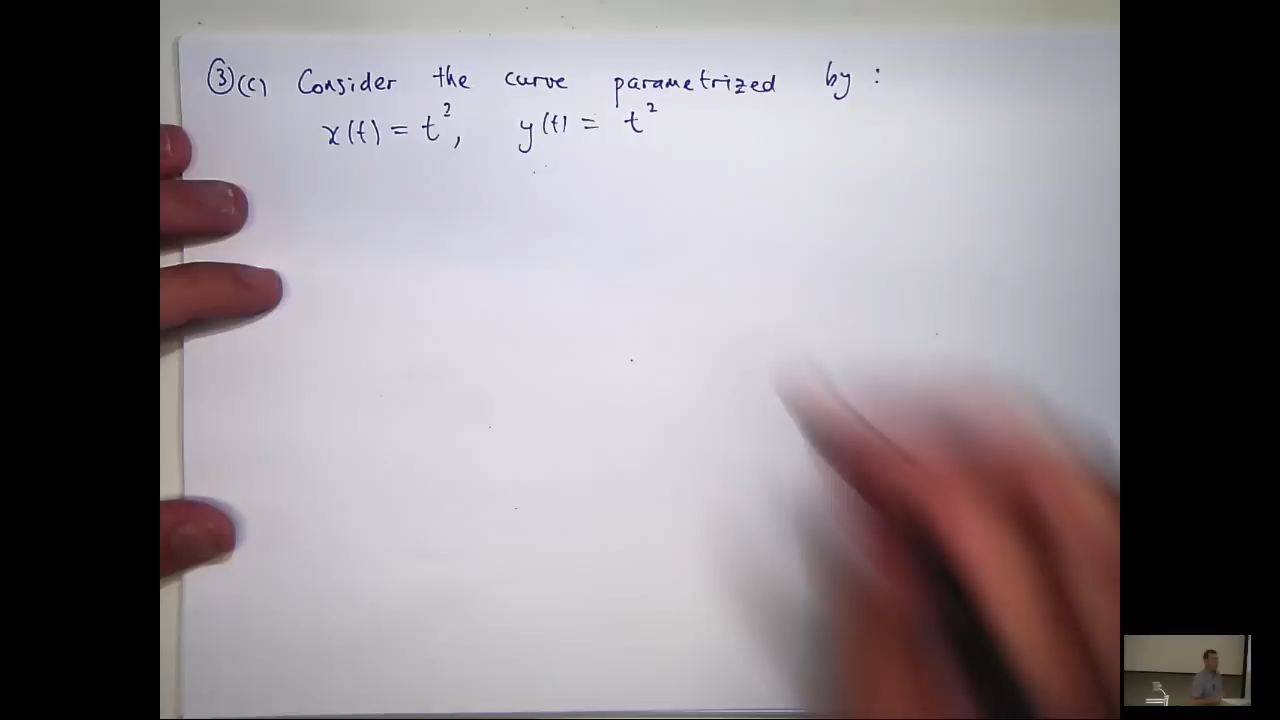 ③(c) Consider the curve parametrized by :
x(t) = t², y(t) = t²